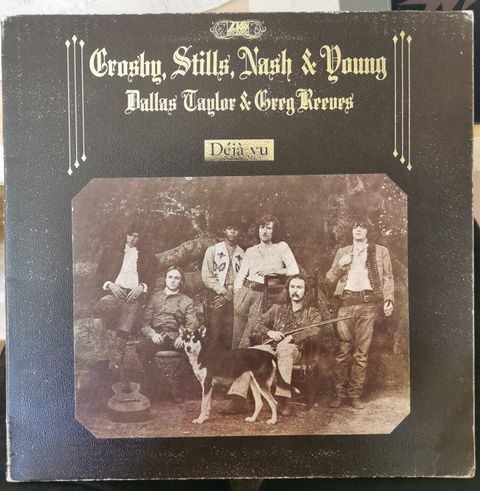 Crosby, Stills, Nash & Young
Dallas Taylor & Greg Reeves
Déjà vu